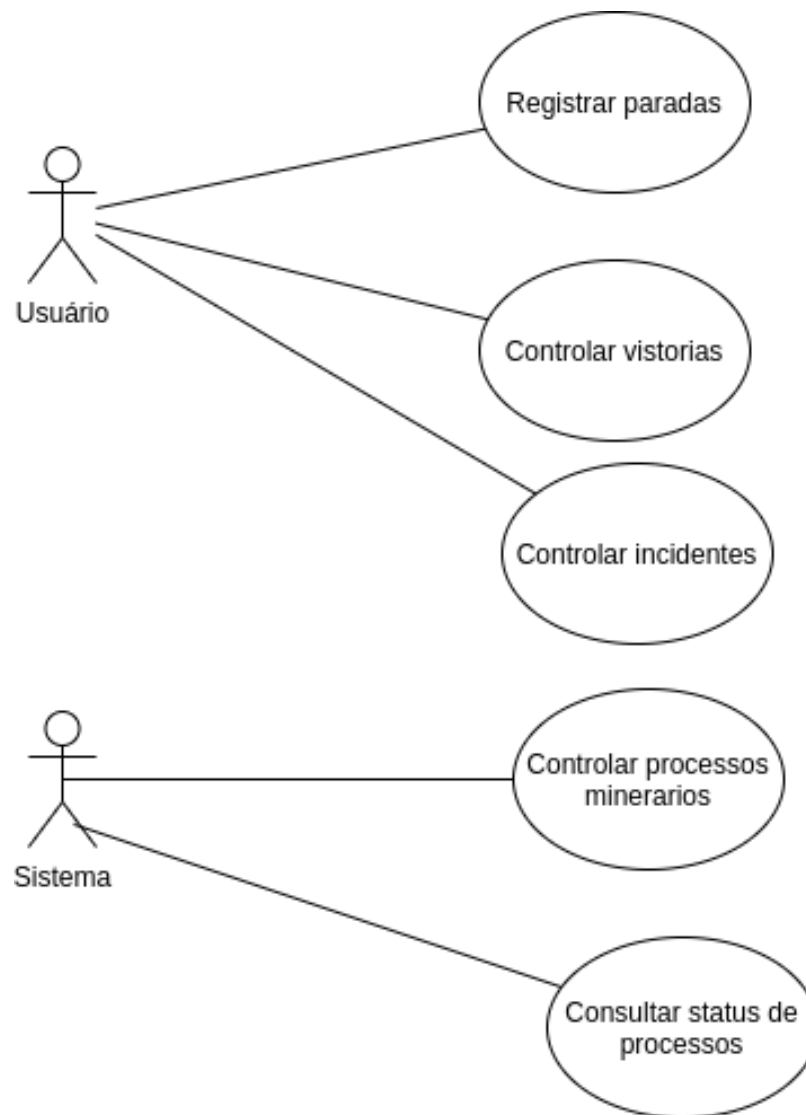 Registrar paradas
Usuário
Controlar vistorias
Controlar incidentes
Controlar processos
minerarios
Sistema
Consultar status de
processos